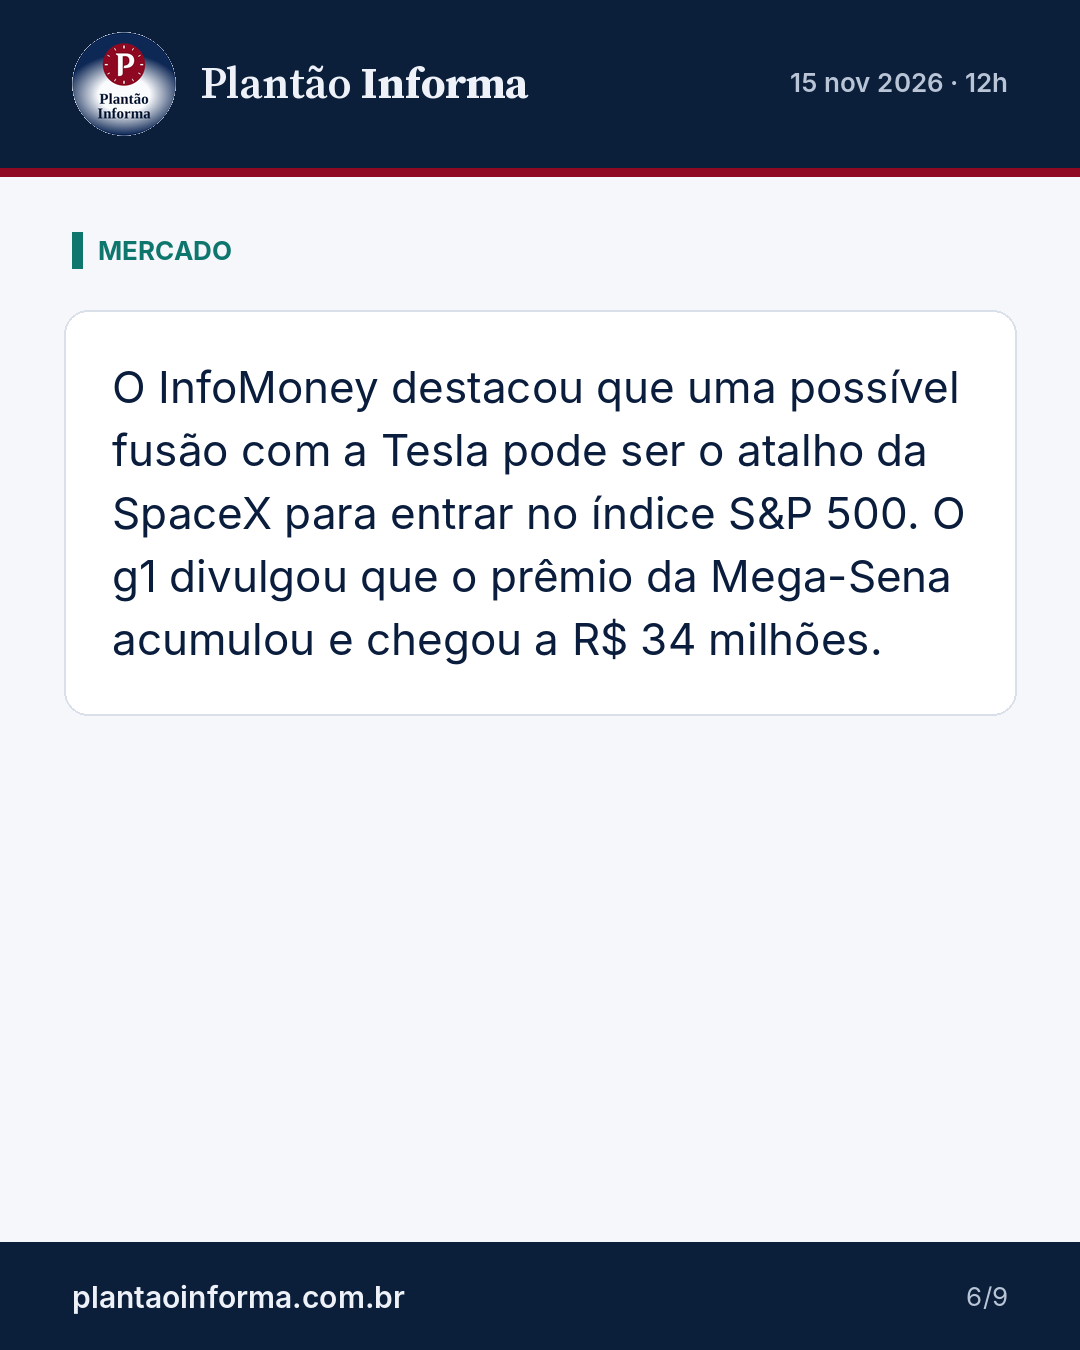 P
Plantão
Informa
Plantão Informa
15 nov 2026 · 12h
MERCADO
O InfoMoney destacou que uma possível
fusão com a Tesla pode ser o atalho da
SpaceX para entrar no índice S&P 500. O
g1 divulgou que o prêmio da Mega-Sena
acumulou e chegou a R$ 34 milhões.
plantaoinforma.com.br
6/9